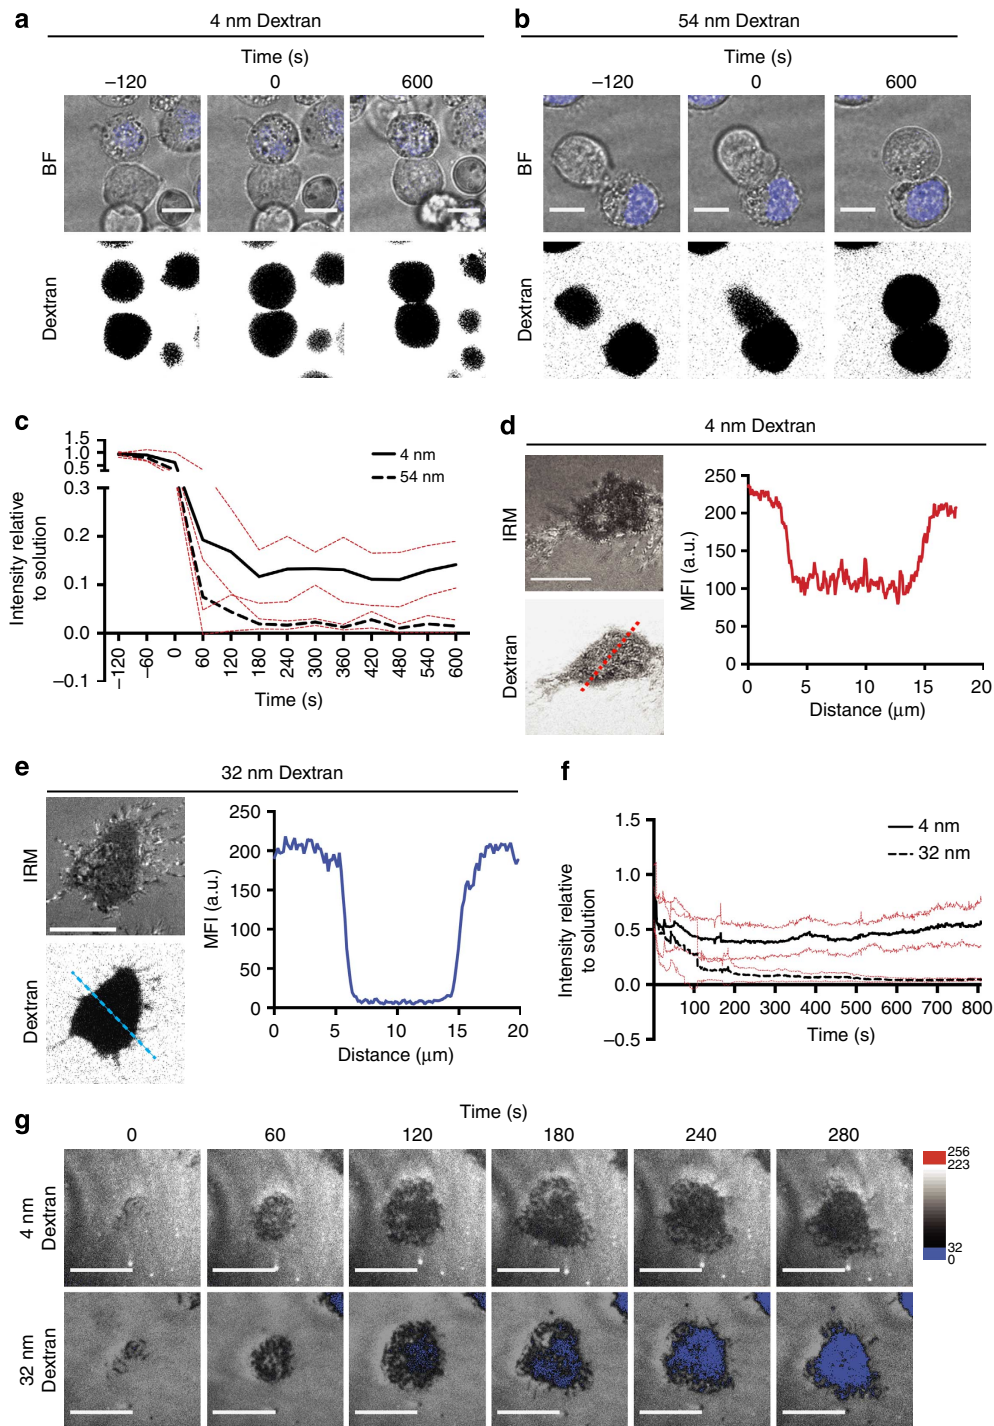 a
4 nm Dextran
Time (s)
–120 0 600
BF
Dextran
b
54 nm Dextran
Time (s)
–120 0 600
BF
Dextran
c
Intensity relative
to solution
1.5
1.0
0.5
0.3
0.2
0.1
0.0
–0.1
4 nm
54 nm
–120 –60 0 60 120 180 240 300 360 420 480 540 600
Time (s)
d
4 nm Dextran
IRM
Dextran
MFI (a.u.)
250
200
150
100
50
0
0 5 10 15 20
Distance (μm)
e
32 nm Dextran
IRM
Dextran
MFI (a.u.)
250
200
150
100
50
0
0 5 10 15 20
Distance (μm)
f
Intensity relative
to solution
1.5
1.0
0.5
0.0
–0.5
4 nm
32 nm
100 200 300 400 500 600 700 800
Time (s)
g
Time (s)
0 60 120 180 240 280
4 nm
Dextran
32 nm
Dextran
256
223
32
0